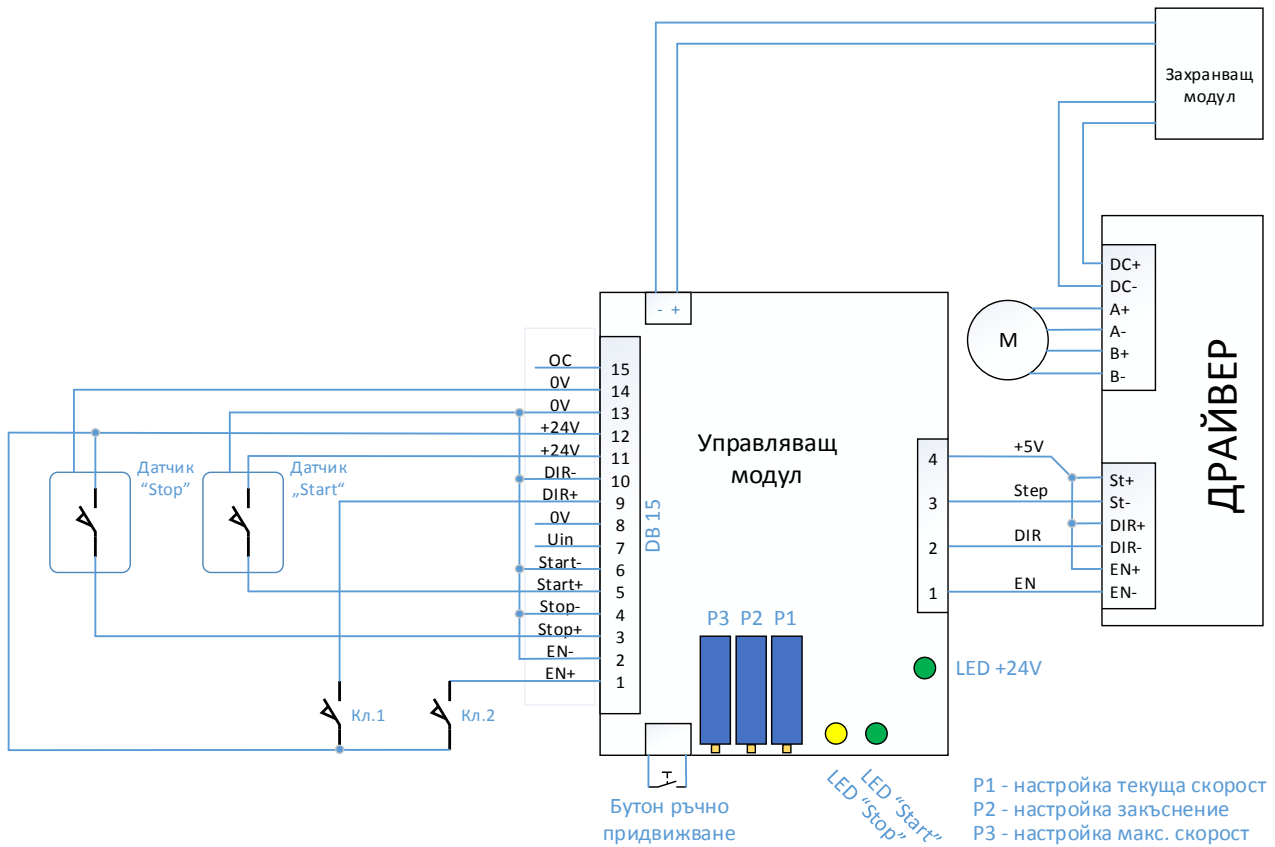 Захранващ
модул
DC+
DC-
A+
A-
B+
B-
M
ДРАЙВЕР
- +
OC
15
0V
14
0V
13
+24V
12
+24V
11
DIR-
10
DIR+
9
0V
8
Uin
7
Start-
6
Start+
5
Stop-
4
Stop+
3
EN-
2
EN+
1
DB 15
Датчик
“Stop”
Датчик
„Start“
Управляващ
модул
+5V
4
Step
3
DIR
2
EN
1
St+
St-
DIR+
DIR-
EN+
EN-
P3 P2 P1
LED +24V
Кл.1
Кл.2
Бутон ръчно
придвижване
LED “Stop”
LED “Start”
P1 - настройка текуща скорост
P2 - настройка закъснение
P3 - настройка макс. скорост